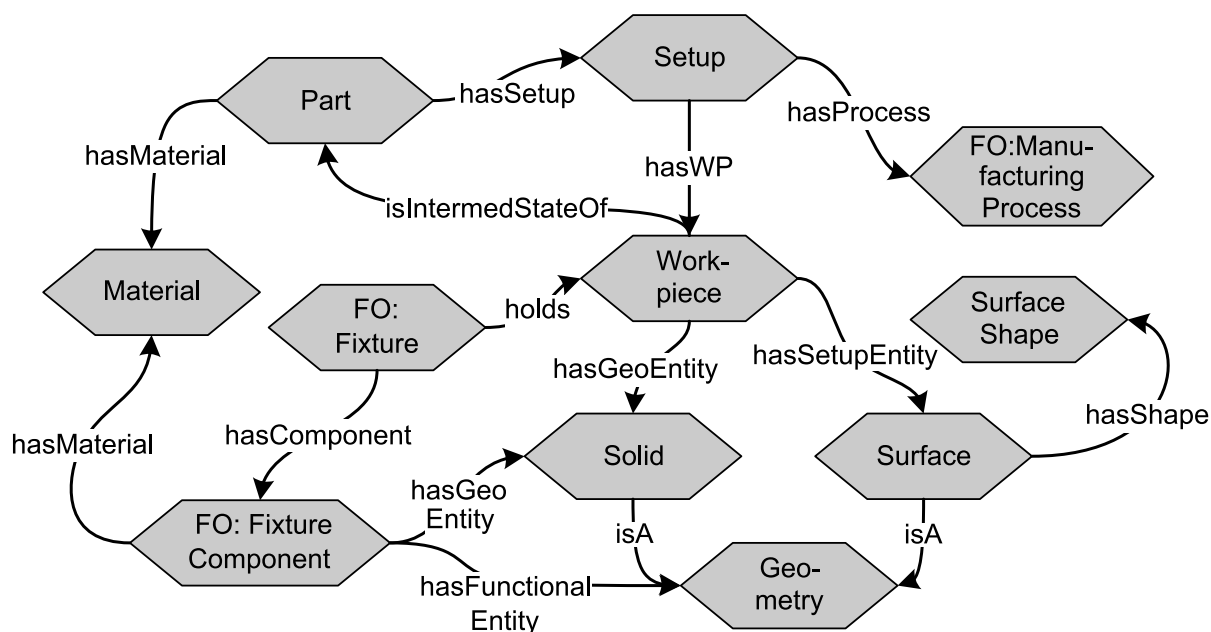 Setup
Part
hasSetup
hasProcess
hasMaterial
FO:Manu-
facturing
Process
hasWP
isIntermedStateOf
Work-
piece
Material
FO:
Fixture
holds
Surface
Shape
hasGeoEntity
hasSetupEntity
hasShape
hasComponent
hasMaterial
Solid
Surface
hasGeo
Entity
FO: Fixture
Component
isA
isA
hasFunctional
Entity
Geo-
metry